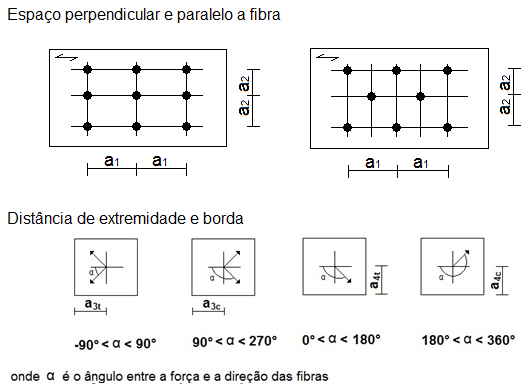 Espaço perpendicular e paralelo a fibra
a2
a2
a1 a1
a2
a2
a1 a1
Distância de extremidade e borda
α α α α
a3t a3c a4t a4c
-90° < α < 90° 90° < α < 270° 0° < α < 180° 180° < α < 360°
onde α é o ângulo entre a força e a direção das fibras